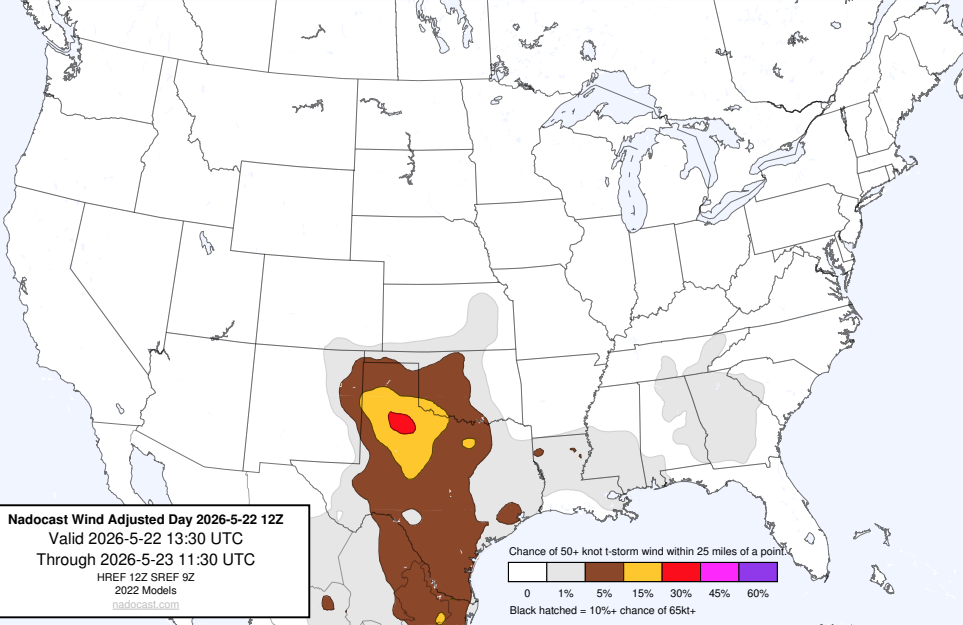 Nadocast Wind Adjusted Day 2026-5-22 12Z
Valid 2026-5-22 13:30 UTC
Through 2026-5-23 11:30 UTC
HREF 12Z SREF 9Z
2022 Models
nadocast.com
Chance of 50+ knot t-storm wind within 25 miles of a point.
0 1% 5% 15% 30% 45% 60%
Black hatched = 10%+ chance of 65kt+